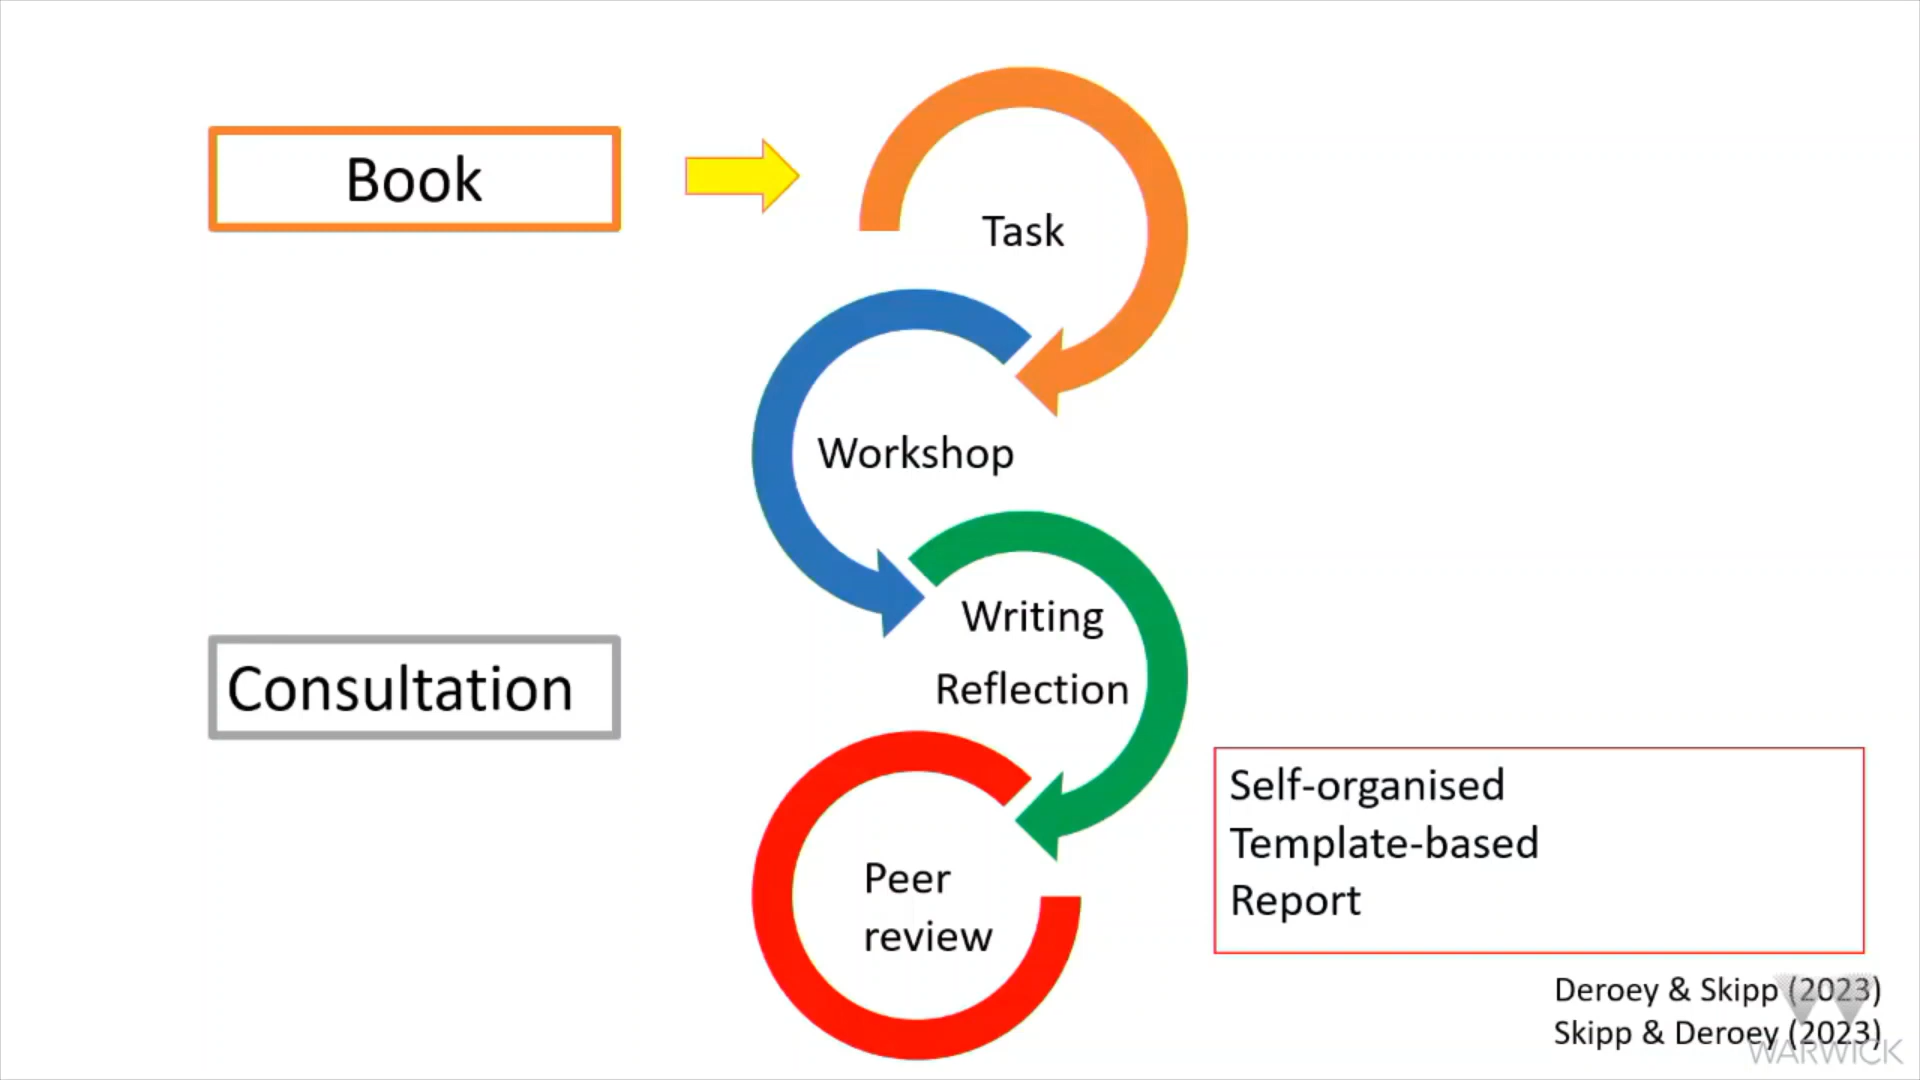 Book
Task
Workshop
Writing
Reflection
Consultation
Peer
review
Self-organised
Template-based
Report
Deroey & Skipp (2023)
Skipp & Deroey (2023)
WARWICK